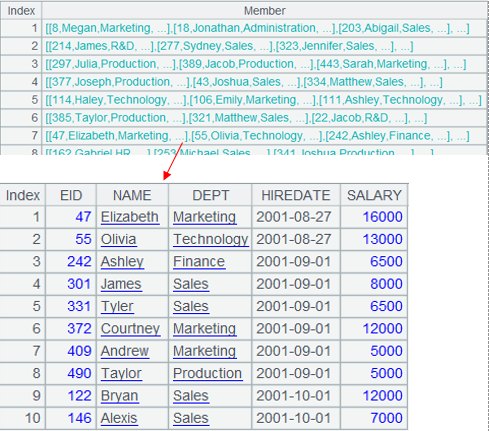 Index Member
1 [[8,Megan,Marketing, ...],[18,Jonathan,Administration, ...],[203,Abigail,Sales, ...], ...]
2 [[214,James,R&D, ...],[277,Sydney,Sales, ...],[323,Jennifer,Sales, ...], ...]
3 [[297,Julia,Production, ...],[389,Jacob,Production, ...],[443,Sarah,Marketing, ...], ...]
4 [[377,Joseph,Production, ...],[43,Joshua,Sales, ...],[334,Matthew,Sales, ...], ...]
5 [[114,Haley,Technology, ...],[106,Emily,Marketing, ...],[111,Ashley,Technology, ...], ...]
6 [[385,Taylor,Production, ...],[321,Matthew,Sales, ...],[22,Jacob,R&D, ...], ...]
7 [[47,Elizabeth,Marketing, ...],[55,Olivia,Technology, ...],[242,Ashley,Finance, ...], ...]
8 [[162,Gabriel,HR, ...],[253,Michael,Sales, ...],[341,Joshua,Production, ...], ...]
Index EID NAME DEPT HIREDATE SALARY
1 47 Elizabeth Marketing 2001-08-27 16000
2 55 Olivia Technology 2001-08-27 13000
3 242 Ashley Finance 2001-09-01 6500
4 301 James Sales 2001-09-01 8000
5 331 Tyler Sales 2001-09-01 6500
6 372 Courtney Marketing 2001-09-01 12000
7 409 Andrew Marketing 2001-09-01 5000
8 490 Taylor Production 2001-09-01 5000
9 122 Bryan Sales 2001-10-01 12000
10 146 Alexis Sales 2001-10-01 7000